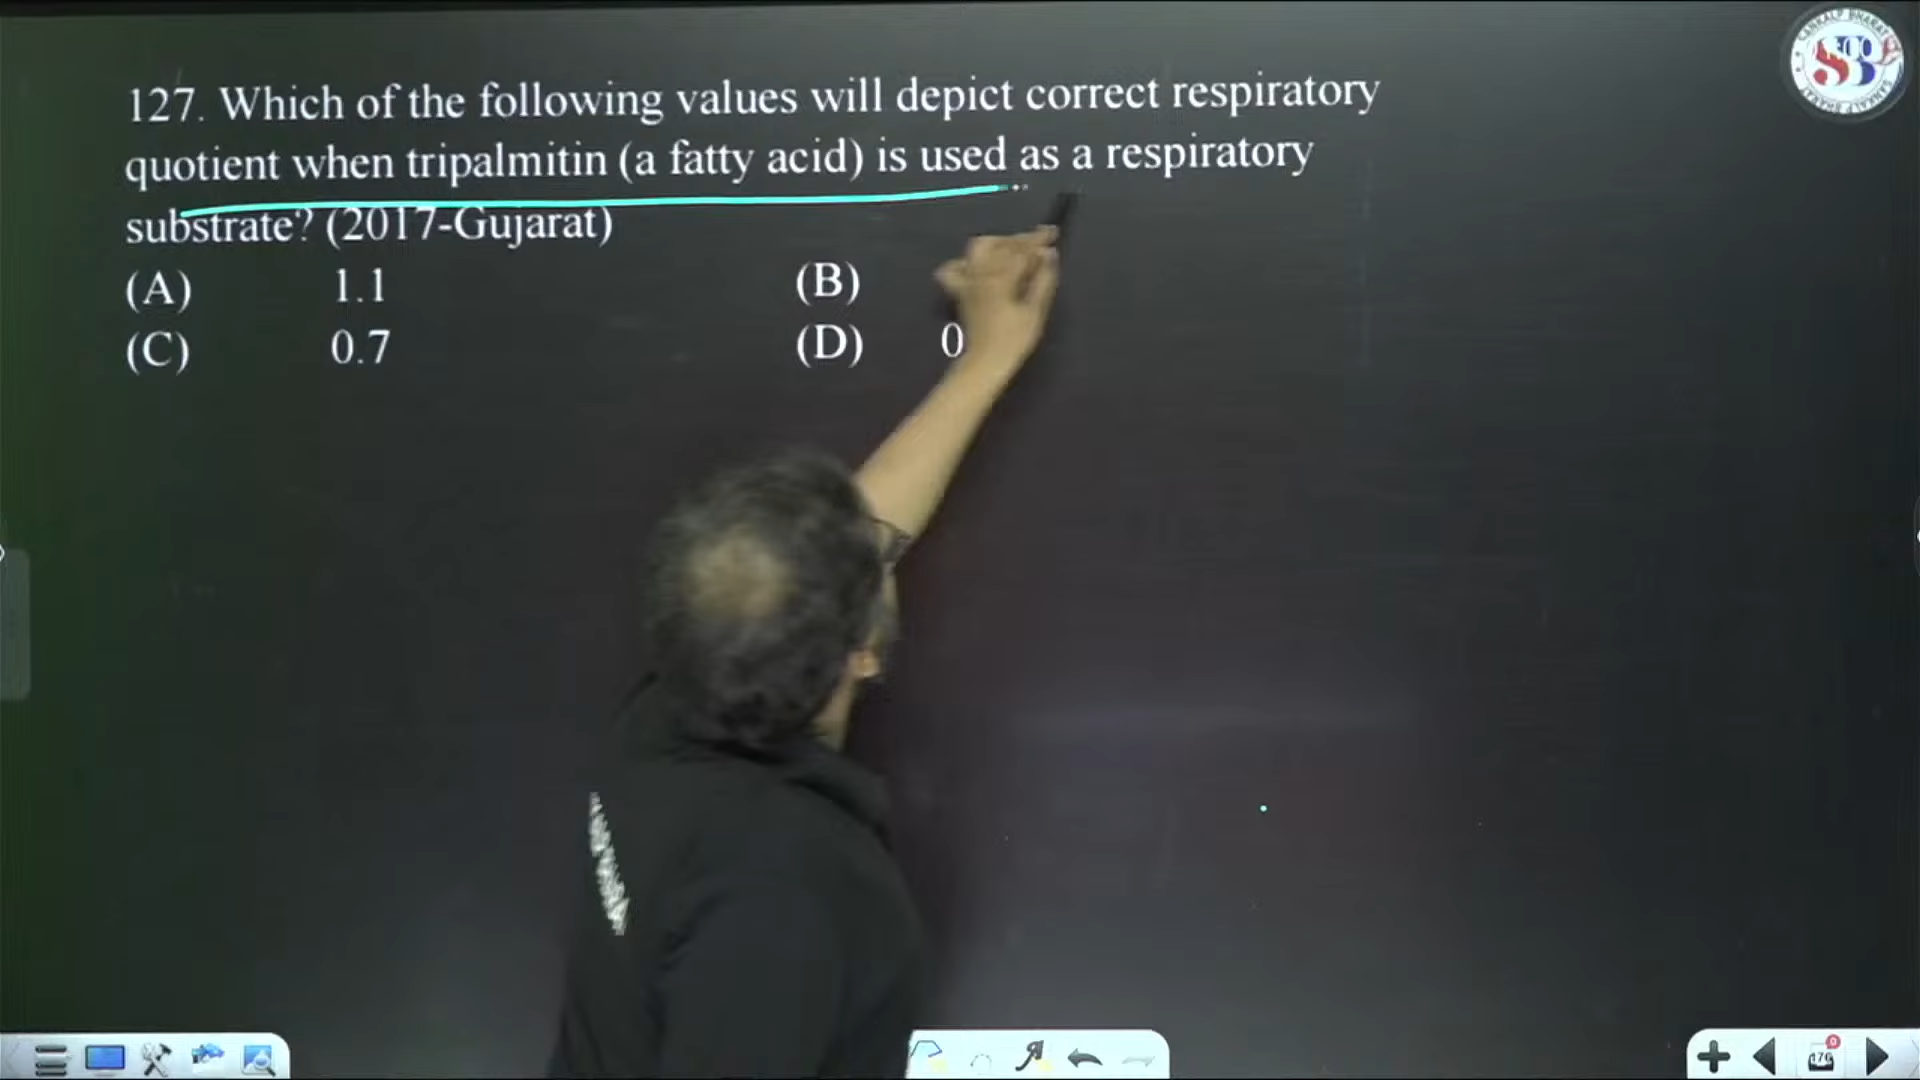 127. Which of the following values will depict correct respiratory
quotient when tripalmitin (a fatty acid) is used as a respiratory
substrate? (2017-Gujarat)
(A) 1.1 (B)
(C) 0.7 (D) 0